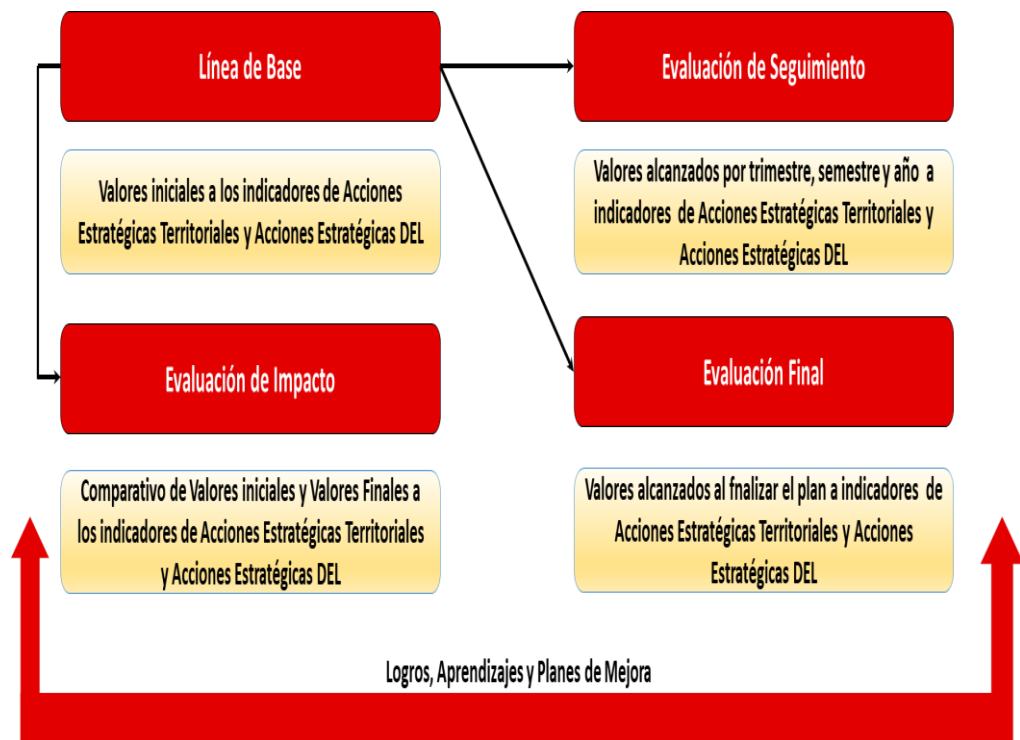 Línea de Base
Evaluación de Seguimiento
Valores iniciales a los indicadores de Acciones
Estratégicas Territoriales y Acciones Estratégicas DEL
Valores alcanzados por trimestre, semestre y año a
indicadores de Acciones Estratégicas Territoriales y
Acciones Estratégicas DEL
Evaluación de Impacto
Evaluación Final
Comparativo de Valores iniciales y Valores Finales a
los indicadores de Acciones Estratégicas Territoriales
y Acciones Estratégicas DEL
Valores alcanzados al fnalizar el plan a indicadores de
Acciones Estratégicas Territoriales y Acciones
Estratégicas DEL
Logros, Aprendizajes y Planes de Mejora